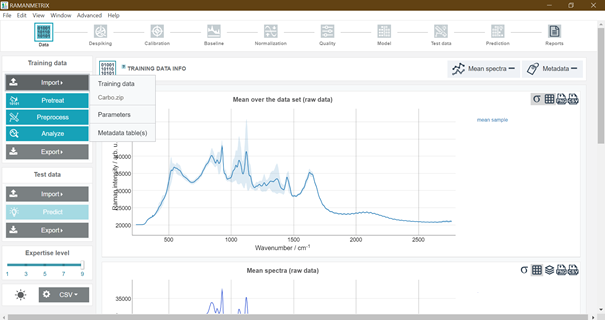 RAMANMETRIX
File Edit View Window Advanced Help
Data Despiking Calibration Baseline Normalization Quality Model Test data Prediction Reports
Training data
Import
Pretreat
Preprocess
Analyze
Export
Test data
Import
Predict
Export
Expertise level
1 3 5 7 9
CSV
Training data
Carbo.zip
Parameters
Metadata table(s)
TRAINING DATA INFO
Mean spectra
Metadata
Mean over the data set (raw data)
mean sample
Raman intensity / arb. u.
20000
500 1000 1500 2000 2500
Wavenumber / cm⁻¹
Mean spectra (raw data)
35000